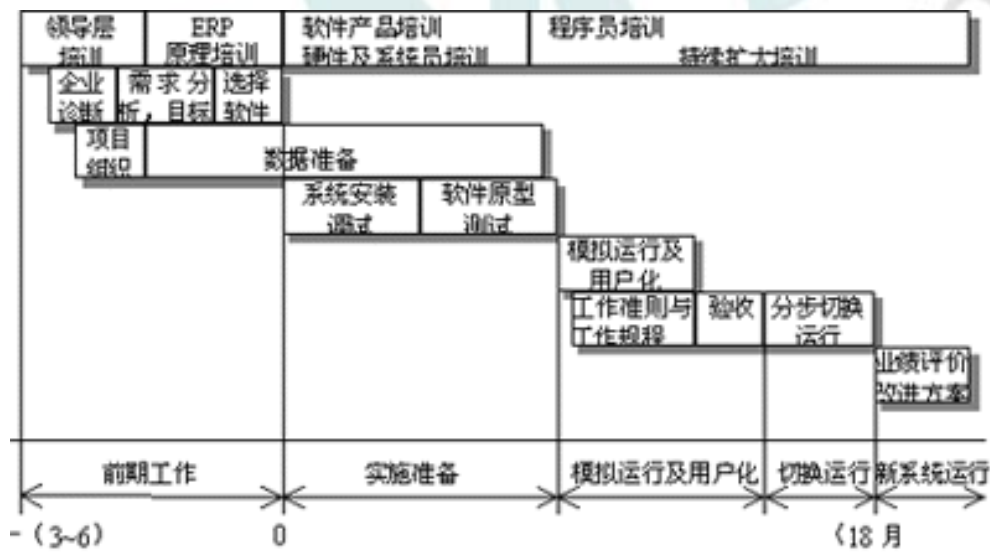 领导层
培训
ERP
原理培训
软件产品培训
硬件及系统员培训
程序员培训
持续扩大培训
企业
诊断
需求分
析，目标
选择
软件
项目
组织
数据准备
系统安装
调试
软件原型
测试
模拟运行及
用户化
工作准则与
工作规程
验收
分步切换
运行
业绩评价
改进方案
前期工作
实施准备
模拟运行及用户化
切换运行
新系统运行
-（3~6）
0
（18 月